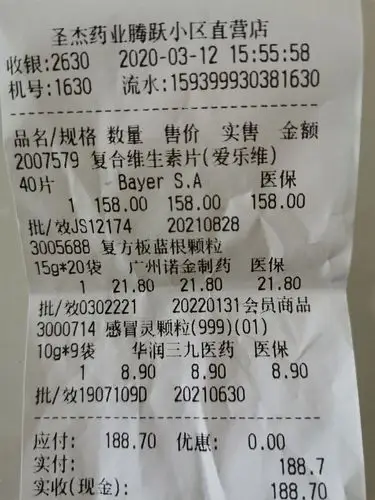 圣杰药业腾跃小区直营店
收银:2630 2020-03-12 15:55:58
机号:1630 流水:159399930381630
品名/规格 数量 售价 实售 金额
2007579 复合维生素片(爱乐维)
40片 Bayer S.A 医保
1 158.00 158.00 158.00
批/效JS12174 20210828
3005688 复方板蓝根颗粒
15g*20袋 广州诺金制药 医保
1 21.80 21.80 21.80
批/效0302221 20220131会员商品
3000714 感冒灵颗粒(999)(01)
10g*9袋 华润三九医药 医保
1 8.90 8.90 8.90
批/效1907109D 20210630
应付: 188.70 优惠: 0.00
实付: 188.7
实收(现金): 188.70